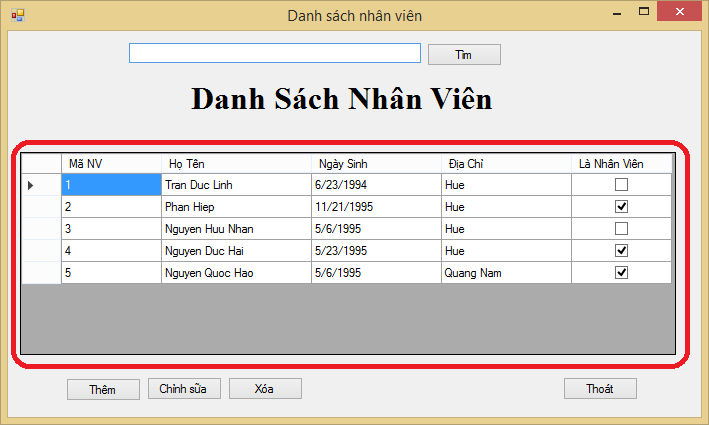 Danh sách nhân viên
Tìm
Danh Sách Nhân Viên
Mã NV Họ Tên Ngày Sinh Địa Chỉ Là Nhân Viên
1 Tran Duc Linh 6/23/1994 Hue
2 Phan Hiep 11/21/1995 Hue
3 Nguyen Huu Nhan 5/6/1995 Hue
4 Nguyen Duc Hai 5/23/1995 Hue
5 Nguyen Quoc Hao 5/6/1995 Quang Nam
Thêm Chỉnh sữa Xóa Thoát